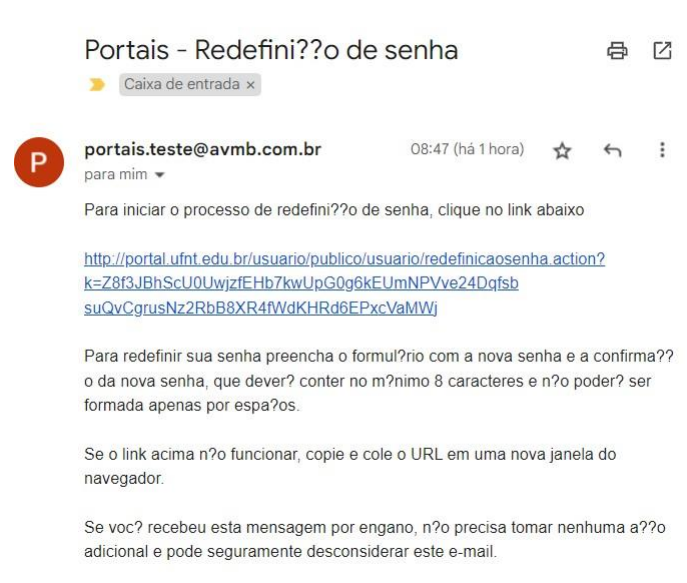 Portais - Redefini??o de senha
Caixa de entrada ×
P
portais.teste@avmb.com.br 08:47 (há 1 hora)
para mim
Para iniciar o processo de redefini??o de senha, clique no link abaixo
http://portal.ufnt.edu.br/usuario/publico/usuario/redefinicaosenha.action?
k=Z8f3JBhScU0UwjzfEHb7kwUpG0g6kEUmNPVve24Dqfsb
suQvCgrusNz2RbB8XR4fWdKHRd6EPxcVaMWj
Para redefinir sua senha preencha o formul?rio com a nova senha e a confirma??
o da nova senha, que dever? conter no m?nimo 8 caracteres e n?o poder? ser
formada apenas por espa?os.
Se o link acima n?o funcionar, copie e cole o URL em uma nova janela do
navegador.
Se voc? recebeu esta mensagem por engano, n?o precisa tomar nenhuma a??o
adicional e pode seguramente desconsiderar este e-mail.